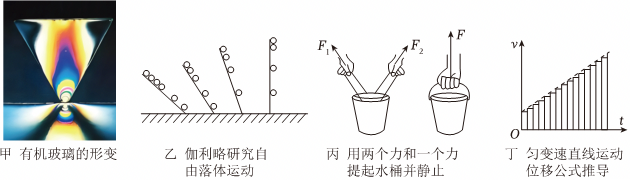 F₁
F₂
F
v
O
t
甲 有机玻璃的形变
乙 伽利略研究自
由落体运动
丙 用两个力和一个力
提起水桶并静止
丁 匀变速直线运动
位移公式推导